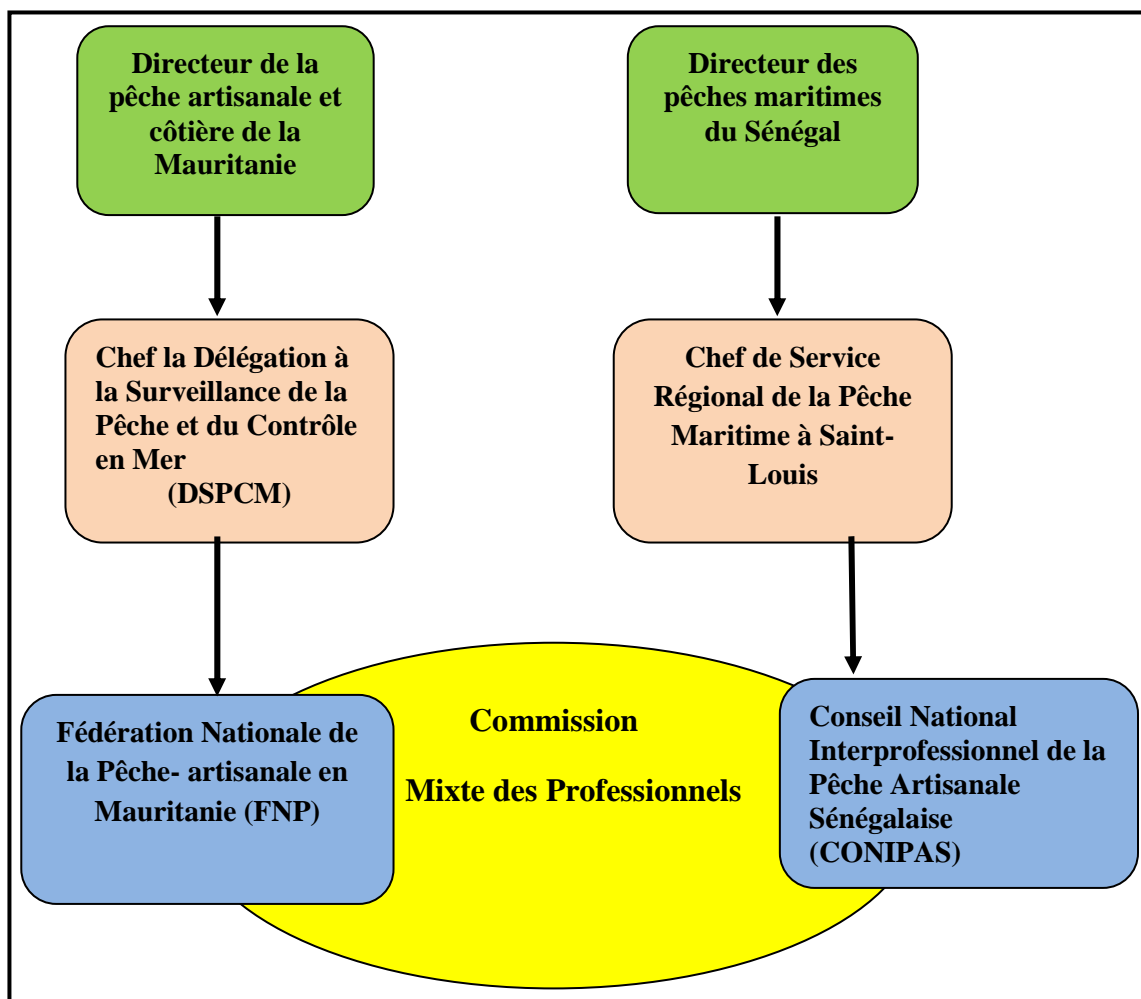 Directeur de la
pêche artisanale et
côtière de la
Mauritanie
Directeur des
pêches maritimes
du Sénégal
Chef la Délégation à
la Surveillance de la
Pêche et du Contrôle
en Mer
(DSPCM)
Chef de Service
Régional de la Pêche
Maritime à Saint-
Louis
Fédération Nationale de
la Pêche- artisanale en
Mauritanie (FNP)
Commission
Mixte des Professionnels
Conseil National
Interprofessionnel de la
Pêche Artisanale
Sénégalaise
(CONIPAS)